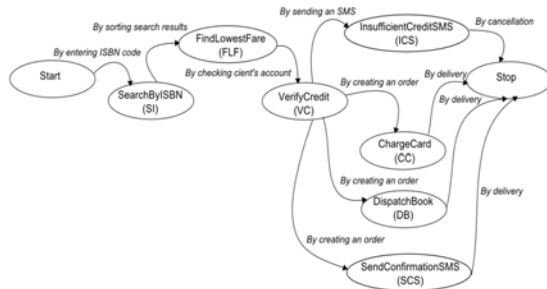 By sorting search results
By entering ISBN code
Start
SearchByISBN
(SI)
FindLowestFare
(FLF)
By checking cient's account
By sending an SMS
VerifyCredit
(VC)
InsufficientCreditSMS
(ICS)
By cancellation
By creating an order
By delivery
Stop
By delivery
ChargeCard
(CC)
By creating an order
DispatchBook
(DB)
By delivery
By creating an order
SendConfirmationSMS
(SCS)